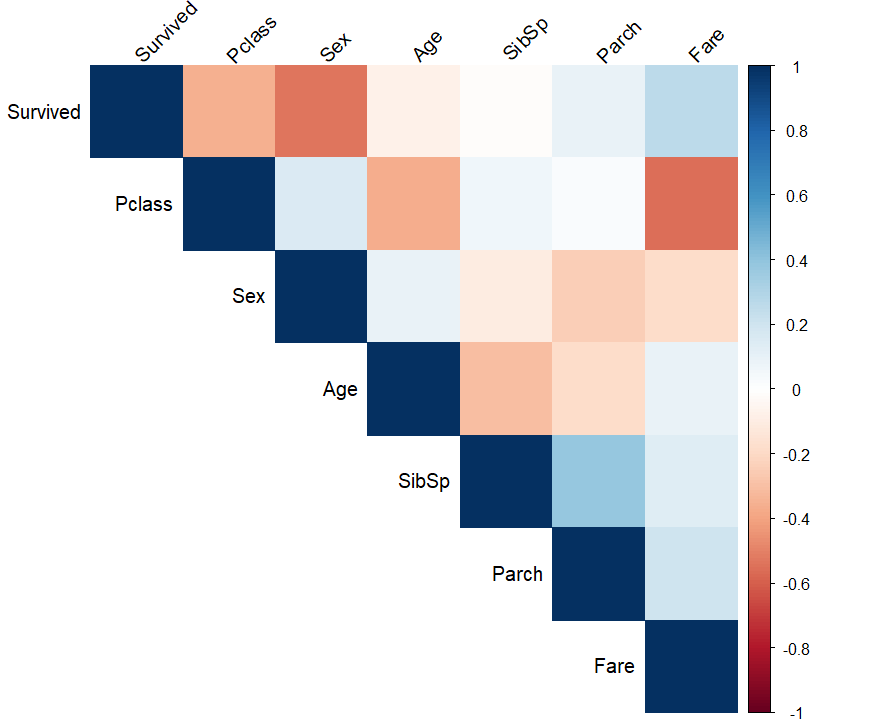 Survived Pclass Sex Age SibSp Parch Fare
Survived
Pclass
Sex
Age
SibSp
Parch
Fare
1
0.8
0.6
0.4
0.2
0
-0.2
-0.4
-0.6
-0.8
-1